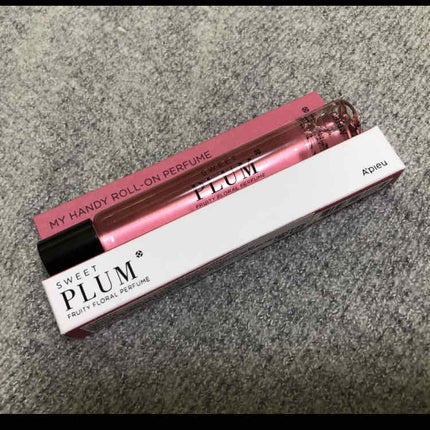 MY HANDY ROLL-ON PERFUME
SWEET
PLUM
FRUITY FLORAL PERFUME
A'pieu
SWEET
PLUM
FRUITY FLORAL PERFUME